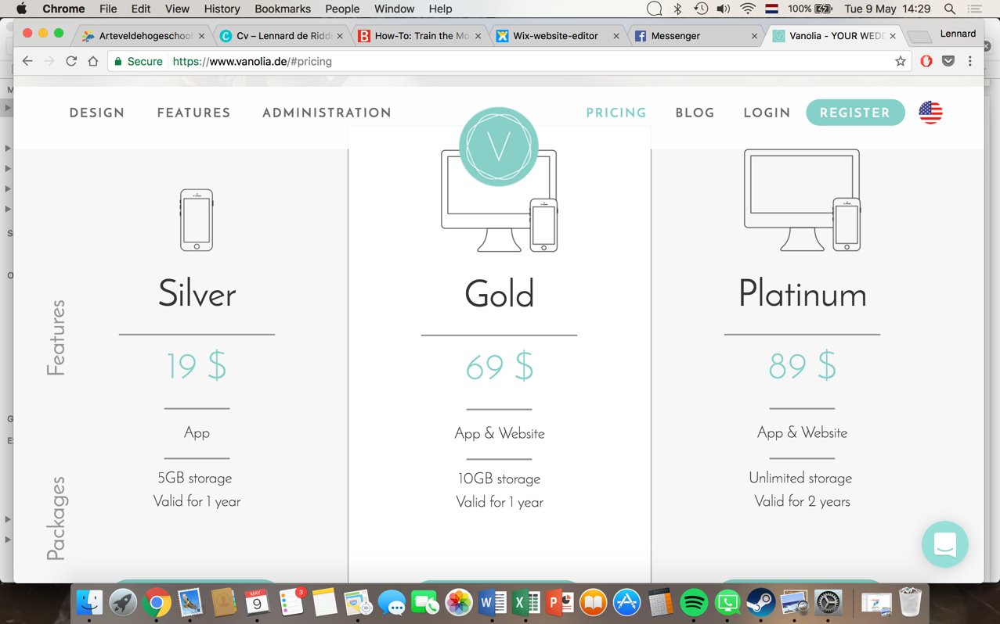 Chrome File Edit View History Bookmarks People Window Help 100% Tue 9 May 14:29
Arteveldehogeschool Cv – Lennard de Ridd How-To: Train the Mo Wix-website-editor Messenger Vanolia - YOUR WEDD Lennard
Secure https://www.vanolia.de/#pricing
DESIGN FEATURES ADMINISTRATION PRICING BLOG LOGIN REGISTER
V
Silver Gold Platinum
Features
19 $ 69 $ 89 $
App App & Website App & Website
5GB storage 10GB storage Unlimited storage
Valid for 1 year Valid for 1 year Valid for 2 years
Packages
MAY
9
3